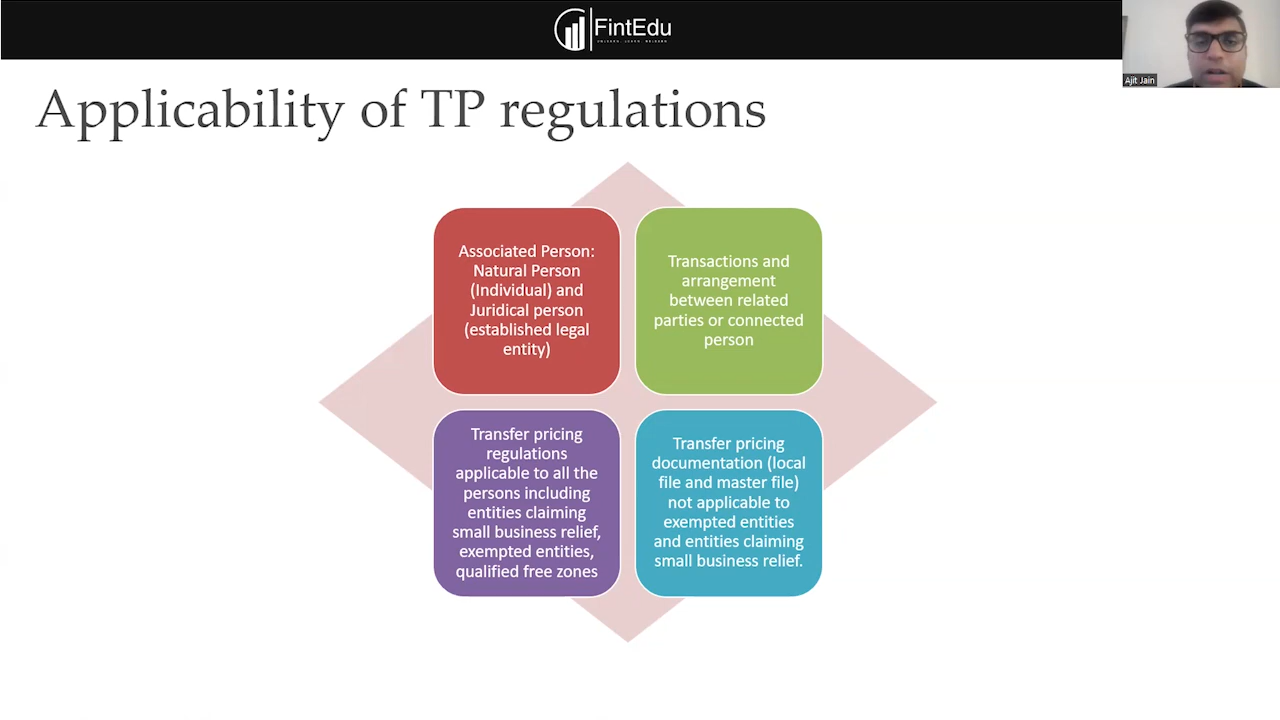 FintEdu
Ajit Jain
Applicability of TP regulations
Associated Person:
Natural Person
(Individual) and
Juridical person
(established legal
entity)
Transactions and
arrangement
between related
parties or connected
person
Transfer pricing
regulations
applicable to all the
persons including
entities claiming
small business relief,
exempted entities,
qualified free zones
Transfer pricing
documentation (local
file and master file)
not applicable to
exempted entities
and entities claiming
small business relief.